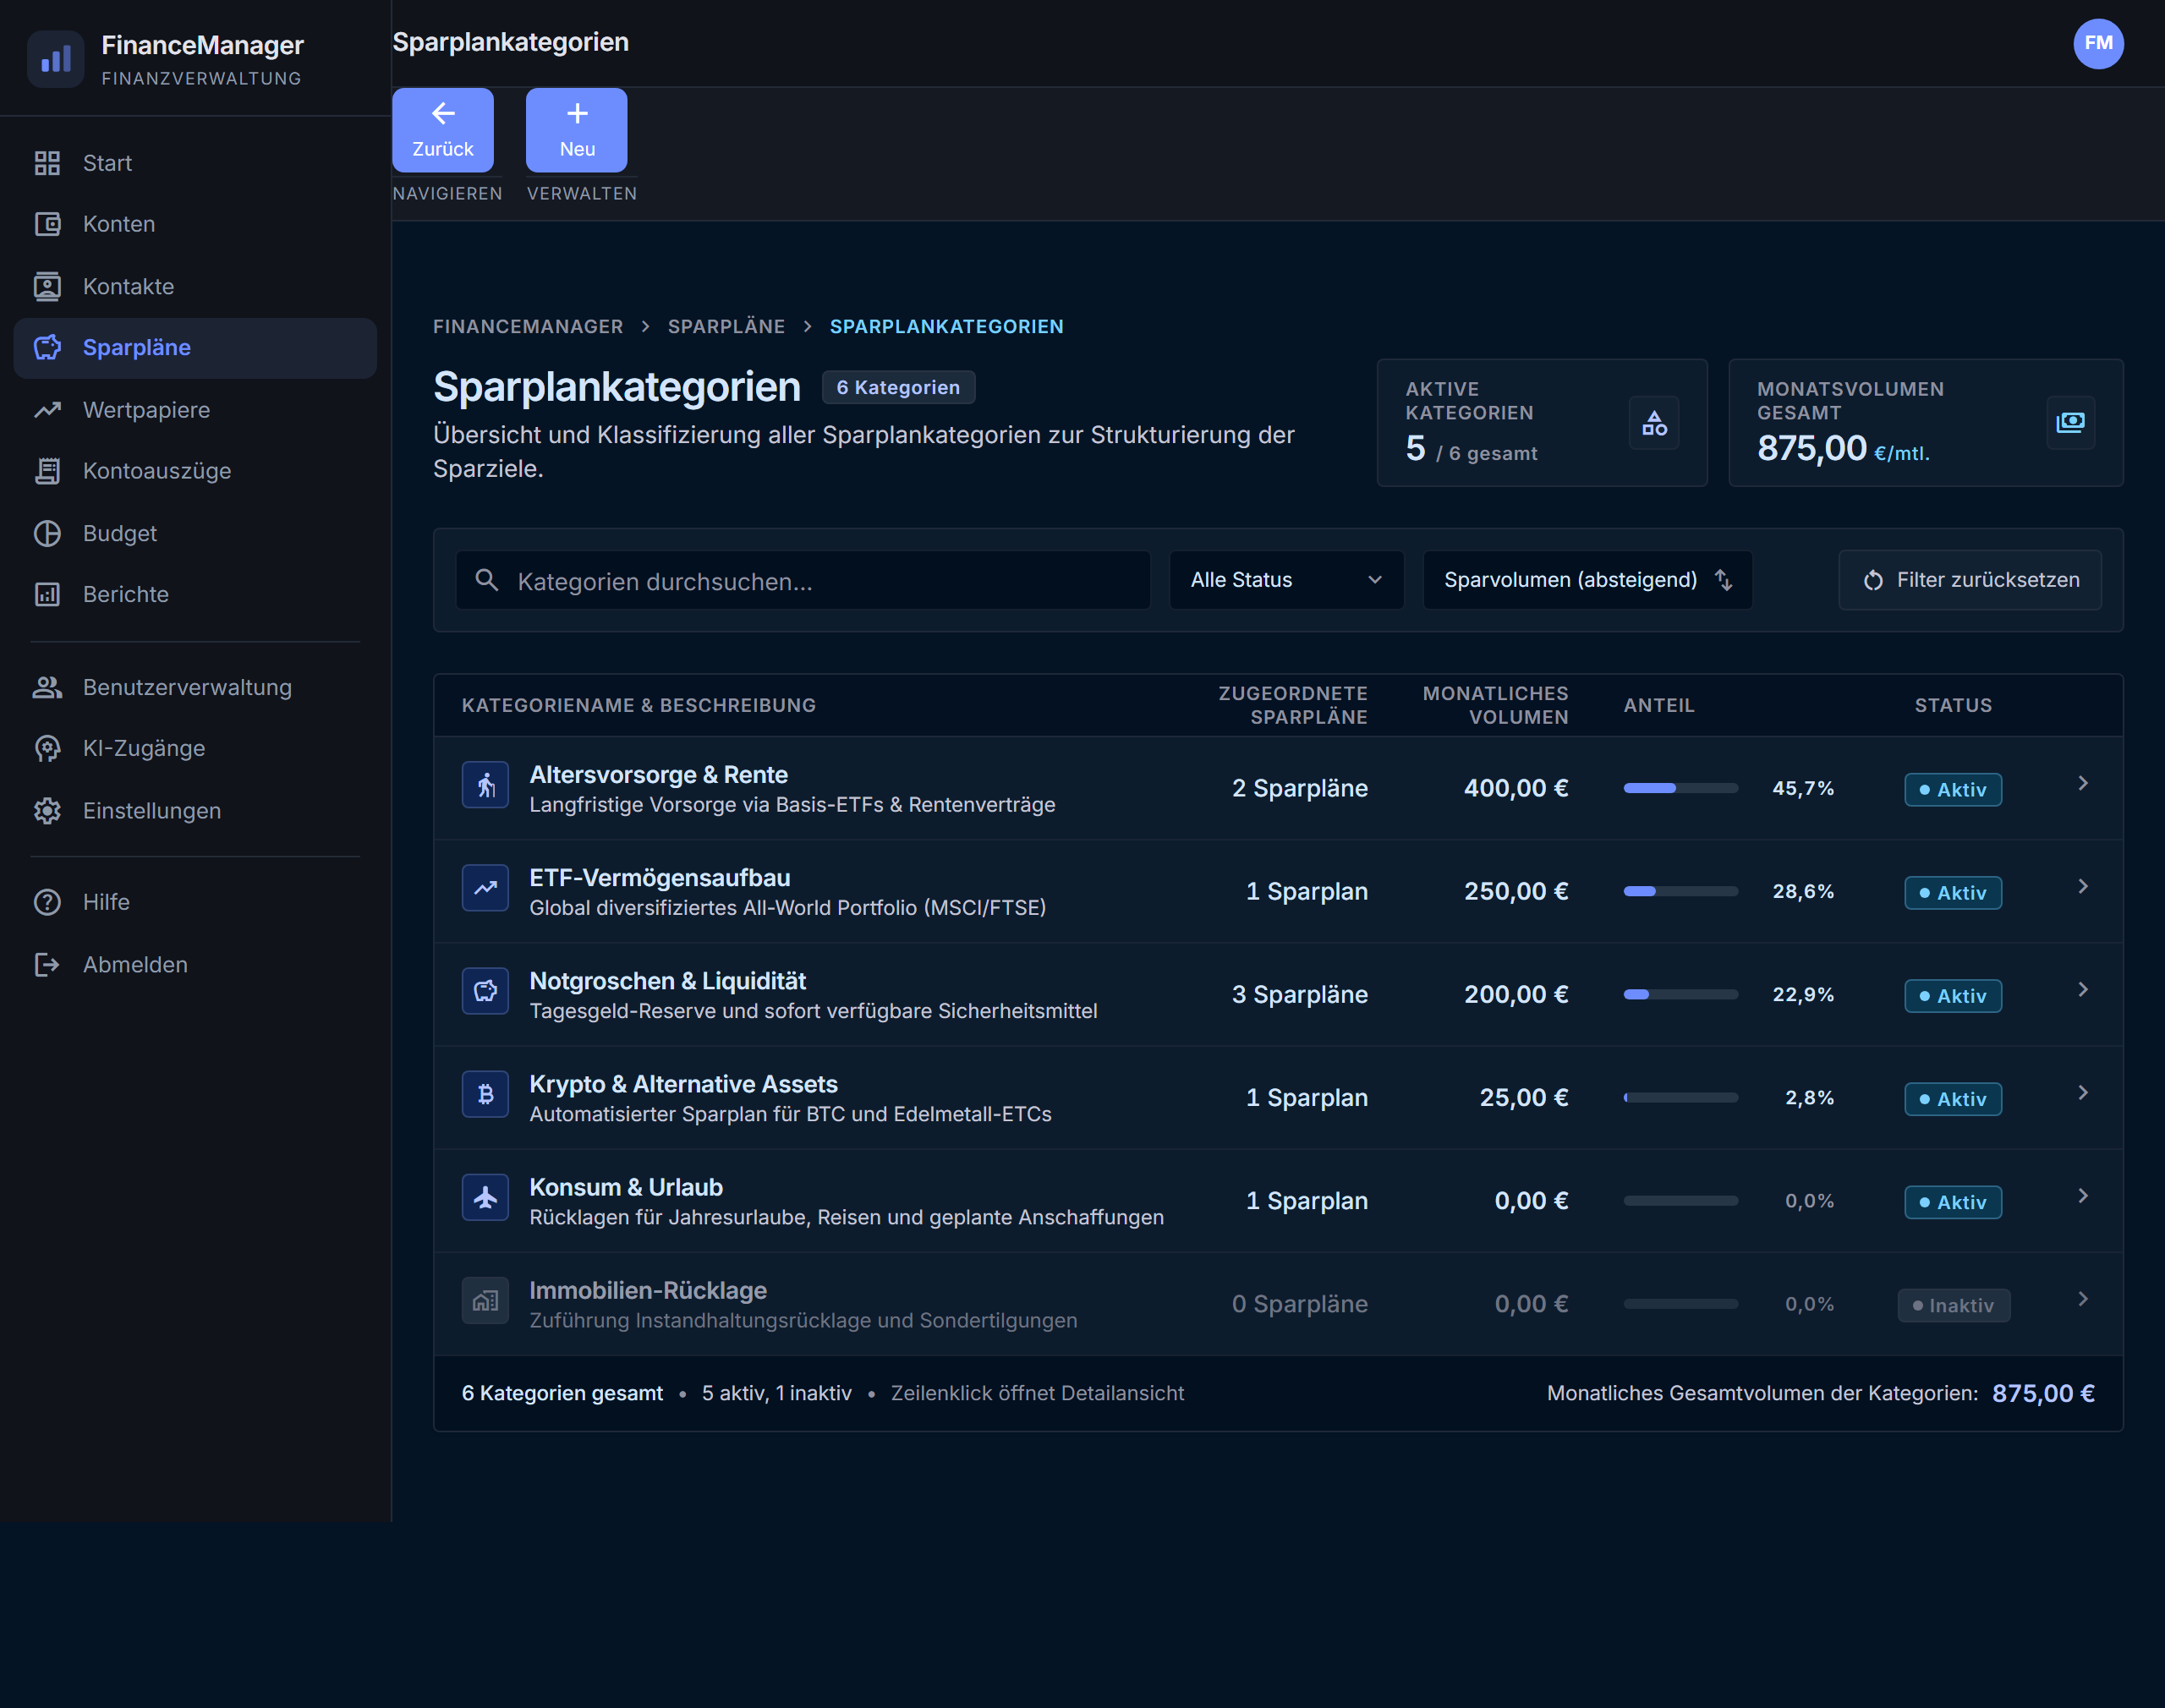 FinanceManager
FINANZVERWALTUNG
Start
Konten
Kontakte
Sparpläne
Wertpapiere
Kontoauszüge
Budget
Berichte
Benutzerverwaltung
KI-Zugänge
Einstellungen
Hilfe
Abmelden
Sparplankategorien
FM
Zurück
Neu
NAVIGIEREN
VERWALTEN
FINANCEMANAGER > SPARPLÄNE > SPARPLANKATEGORIEN
Sparplankategorien
6 Kategorien
Übersicht und Klassifizierung aller Sparplankategorien zur Strukturierung der
Sparziele.
AKTIVE
KATEGORIEN
5 / 6 gesamt
MONATSVOLUMEN
GESAMT
875,00 €/mtl.
Kategorien durchsuchen...
Alle Status
Sparvolumen (absteigend)
Filter zurücksetzen
KATEGORIENAME & BESCHREIBUNG
ZUGEORDNETE
SPARPLÄNE
MONATLICHES
VOLUMEN
ANTEIL
STATUS
Altersvorsorge & Rente
Langfristige Vorsorge via Basis-ETFs & Rentenverträge
2 Sparpläne
400,00 €
45,7%
Aktiv
ETF-Vermögensaufbau
Global diversifiziertes All-World Portfolio (MSCI/FTSE)
1 Sparplan
250,00 €
28,6%
Aktiv
Notgroschen & Liquidität
Tagesgeld-Reserve und sofort verfügbare Sicherheitsmittel
3 Sparpläne
200,00 €
22,9%
Aktiv
Krypto & Alternative Assets
Automatisierter Sparplan für BTC und Edelmetall-ETCs
1 Sparplan
25,00 €
2,8%
Aktiv
Konsum & Urlaub
Rücklagen für Jahresurlaube, Reisen und geplante Anschaffungen
1 Sparplan
0,00 €
0,0%
Aktiv
Immobilien-Rücklage
Zuführung Instandhaltungsrücklage und Sondertilgungen
0 Sparpläne
0,00 €
0,0%
Inaktiv
6 Kategorien gesamt • 5 aktiv, 1 inaktiv • Zeilenklick öffnet Detailansicht
Monatliches Gesamtvolumen der Kategorien: 875,00 €